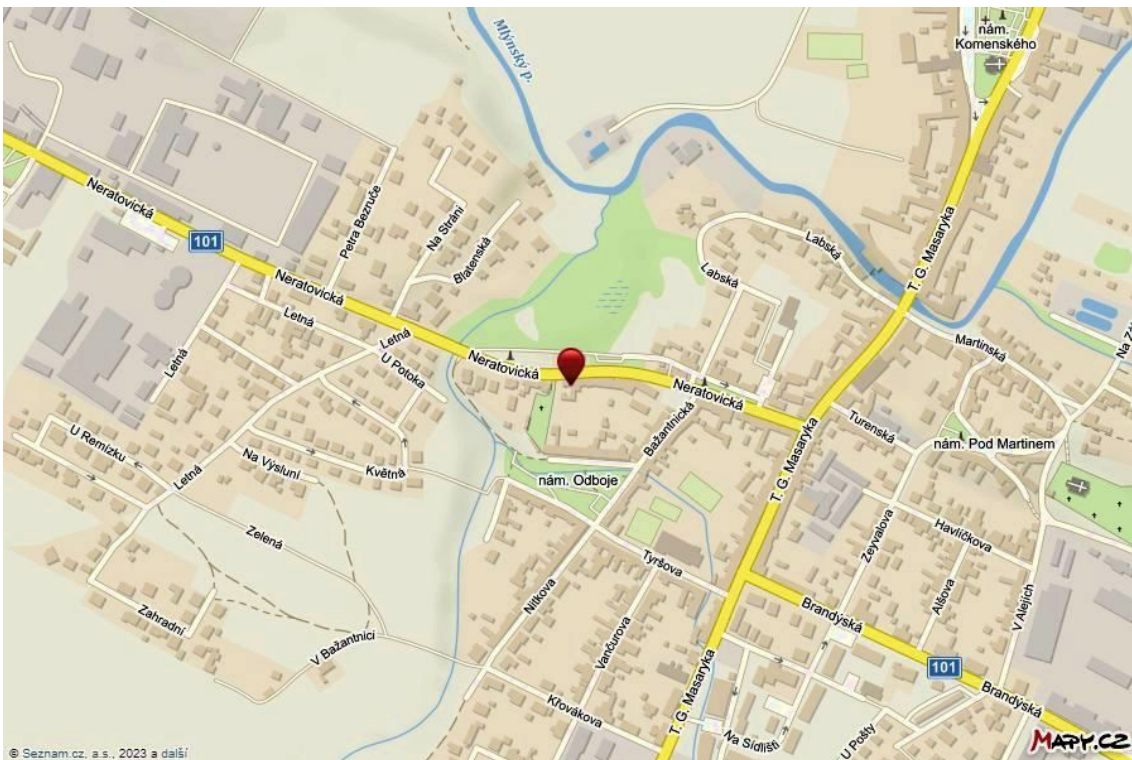 nám.
Komenského
Mlýnský p.
Neratovická
101
Petra Bezruče
Na Stráni
Blatenská
T. G. Masaryka
Labská
Labská
Neratovická
Letná
Letná
Letná
U Potoka
Neratovická
Neratovická
Martinská
Na Zd
Bažantnická
Turenská
nám. Pod Martinem
T. G. Masaryka
U Remízku
Na Výsluní
Květná
Letná
nám. Odboje
Zeyvalova
Havlíčkova
Zelená
Tyršova
Nitkova
Vančurova
Alšova
V Alejích
Brandýská
Zahradní
V Bažantnici
101
Brandýská
Křovákova
T. G. Masaryka
Na Sídlišti
U Pošty
© Seznam.cz, a.s., 2023 a další
MAPY.CZ